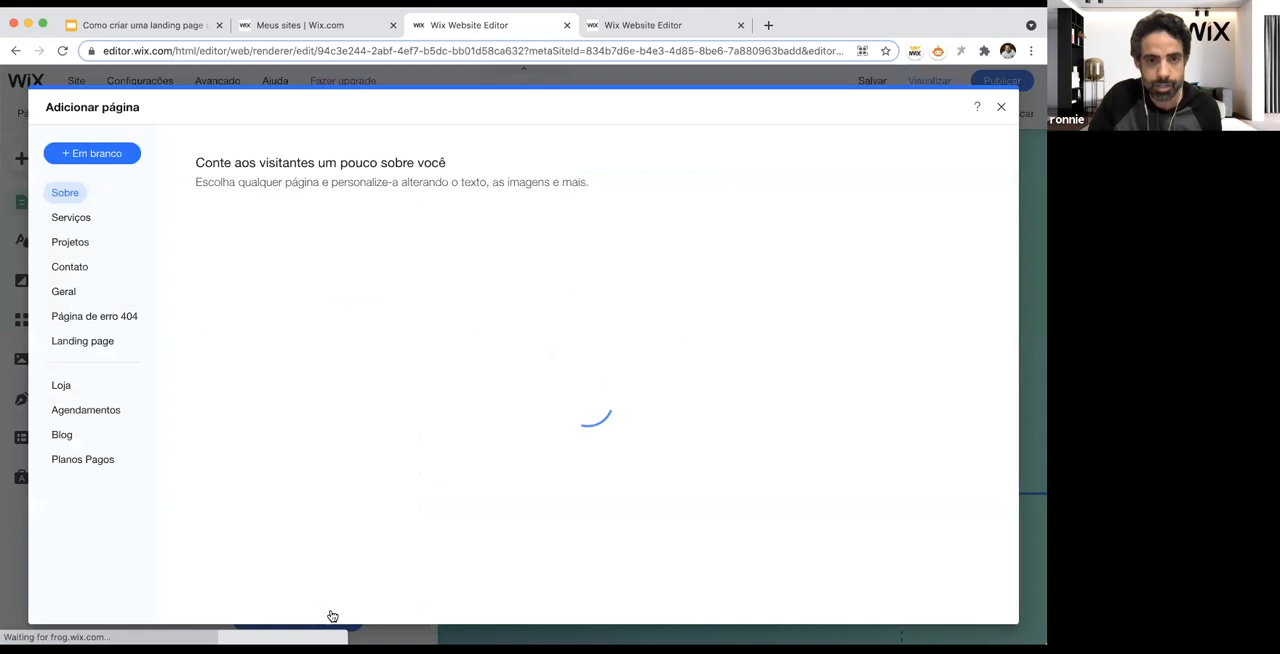 Como criar uma landing page
Meus sites | Wix.com
Wix Website Editor
Wix Website Editor
editor.wix.com/html/editor/web/renderer/edit/94c3e244-2abf-4ef7-b5dc-bb01d58ca632?metaSiteId=834b7d6e-b4e3-4d85-8be6-7a880963badd&editor...
WiX
Site
Configurações
Avançado
Ajuda
Fazer upgrade
Salvar
Visualizar
Publicar
Adicionar página
?
+ Em branco
Sobre
Serviços
Projetos
Contato
Geral
Página de erro 404
Landing page
Loja
Agendamentos
Blog
Planos Pagos
Conte aos visitantes um pouco sobre você
Escolha qualquer página e personalize-a alterando o texto, as imagens e mais.
Waiting for frog.wix.com...
WiX
ronnie